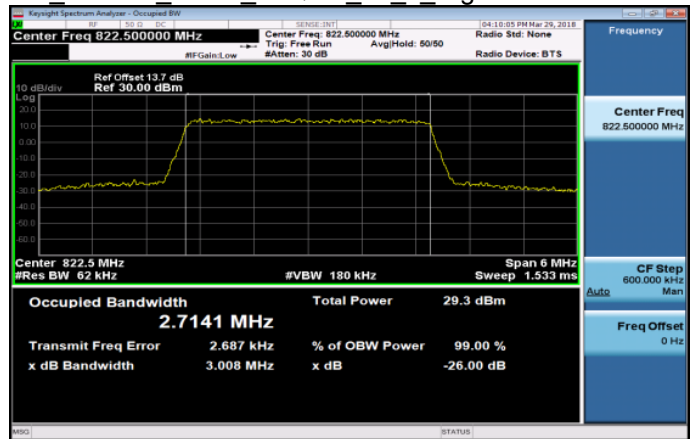 Keysight Spectrum Analyzer - Occupied BW
RF 50 Ω DC SENSE:INT 04:10:05 PM Mar 29, 2018
Center Freq 822.500000 MHz
Center Freq: 822.500000 MHz
Radio Std: None
Trig: Free Run Avg|Hold: 50/50
#IFGain:Low #Atten: 30 dB
Radio Device: BTS
Frequency
Ref Offset 13.7 dB
10 dB/div Ref 30.00 dBm
Log
20.0
10.0
0.00
-10.0
-20.0
-30.0
-40.0
-50.0
-60.0
Center Freq
822.500000 MHz
Center 822.5 MHz Span 6 MHz
#Res BW 62 kHz #VBW 180 kHz Sweep 1.533 ms
CF Step
600.000 kHz
Auto Man
Occupied Bandwidth Total Power 29.3 dBm
2.7141 MHz
Transmit Freq Error 2.687 kHz % of OBW Power 99.00 %
x dB Bandwidth 3.008 MHz x dB -26.00 dB
Freq Offset
0 Hz
MSG STATUS